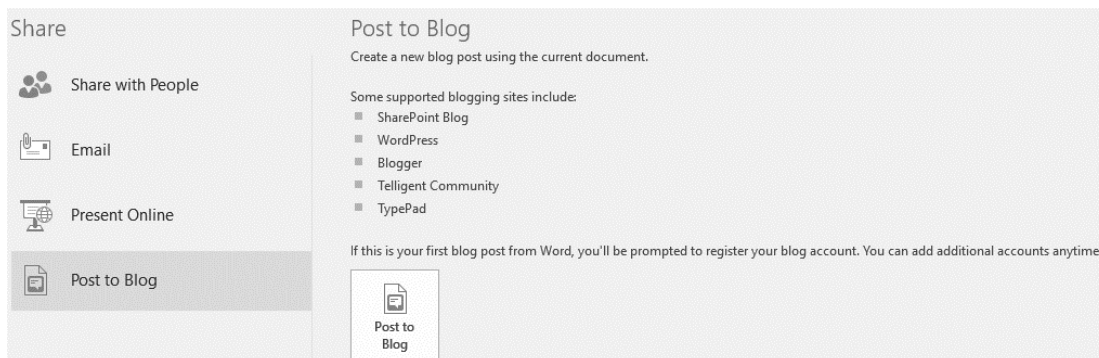 Share
Share with People
Email
Present Online
Post to Blog
Post to Blog
Create a new blog post using the current document.
Some supported blogging sites include:
SharePoint Blog
WordPress
Blogger
Telligent Community
TypePad
If this is your first blog post from Word, you'll be prompted to register your blog account. You can add additional accounts anytime
Post to
Blog